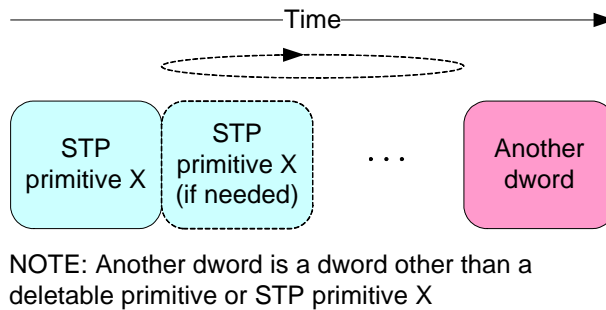 Time
STP
primitive X
STP
primitive X
(if needed)
. . .
Another
dword
NOTE: Another dword is a dword other than a
deletable primitive or STP primitive X